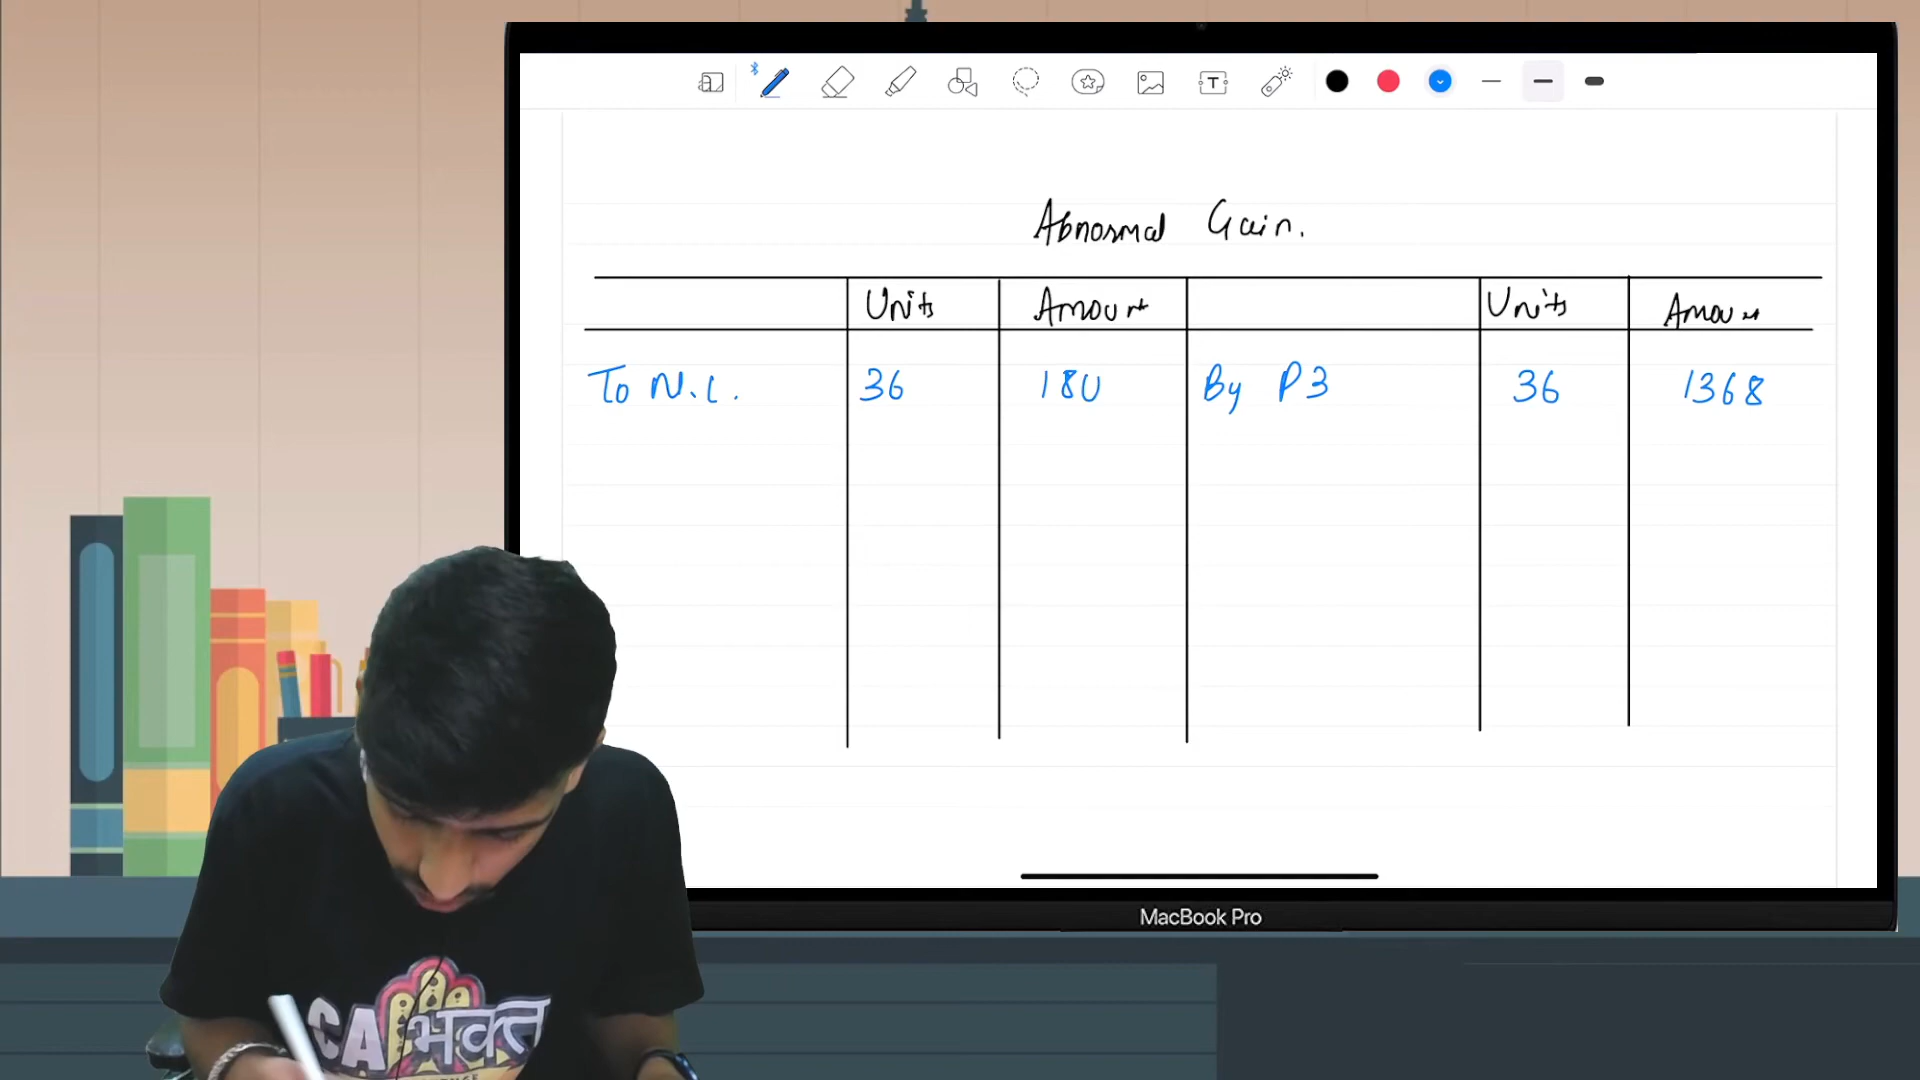 Abnormal Gain.
Units Amount Units Amount
To N.L. 36 180 By P3 36 1368
MacBook Pro
CA भक्त